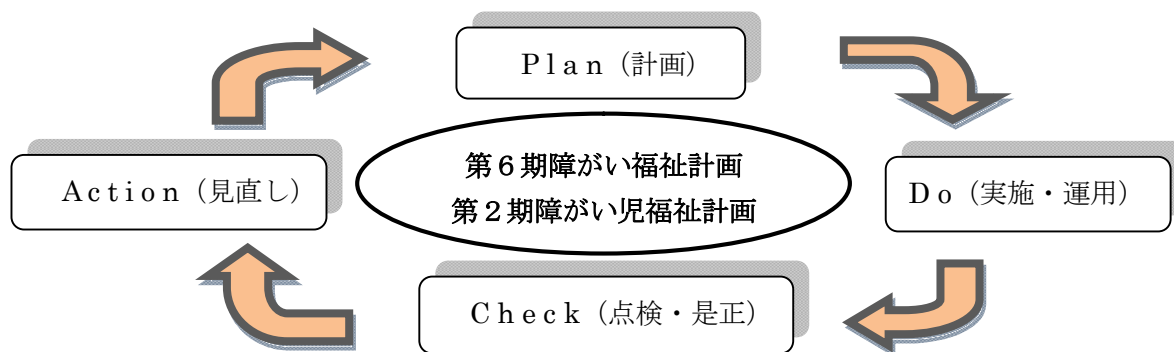 Plan(計画)
第6期障がい福祉計画
第2期障がい児福祉計画
Action(見直し)
Do(実施・運用)
Check(点検・是正)